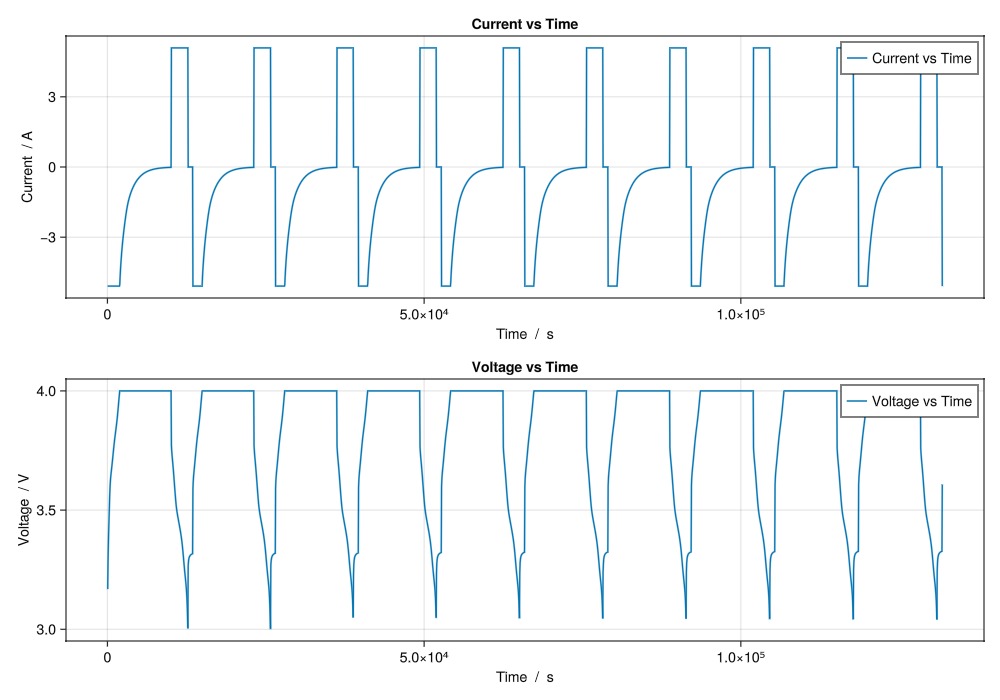 Current vs Time
Current vs Time
3
0
−3
Current / A
0
5.0×10⁴
1.0×10⁵
Time / s
Voltage vs Time
Voltage vs Time
4.0
3.5
3.0
Voltage / V
0
5.0×10⁴
1.0×10⁵
Time / s